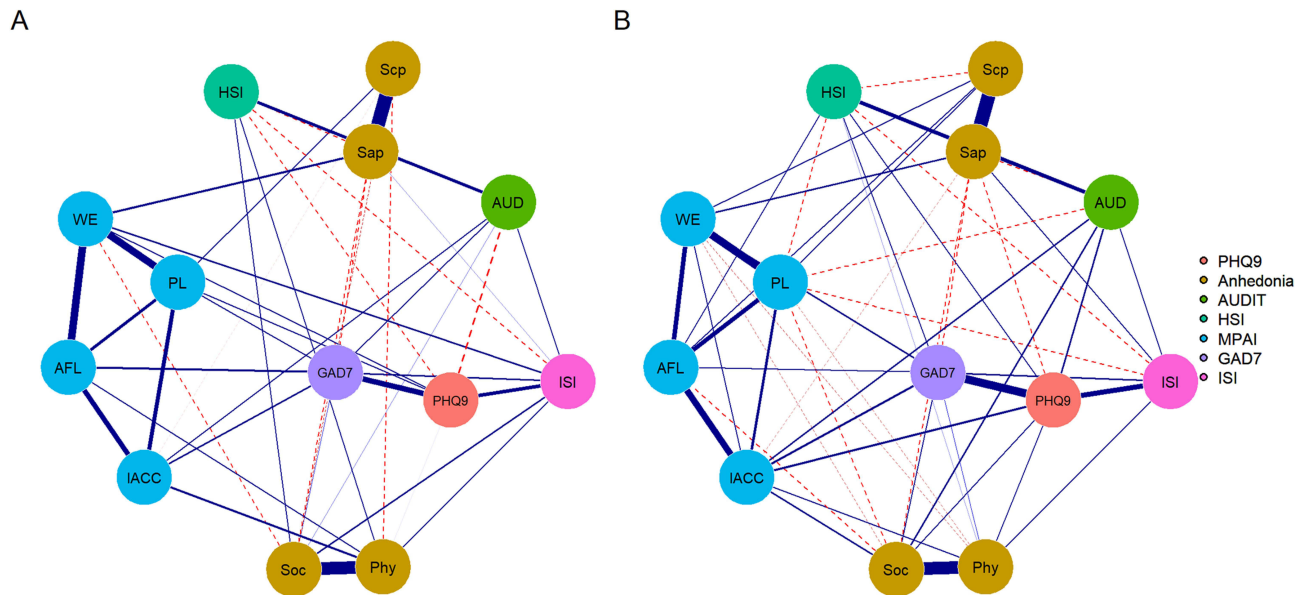 A
B
Scp
HSI
Sap
AUD
WE
PL
AFL
GAD7
PHQ9
ISI
IACC
Soc
Phy
Scp
HSI
Sap
AUD
WE
PL
AFL
GAD7
PHQ9
ISI
IACC
Soc
Phy
PHQ9
Anhedonia
AUDIT
HSI
MPAI
GAD7
ISI